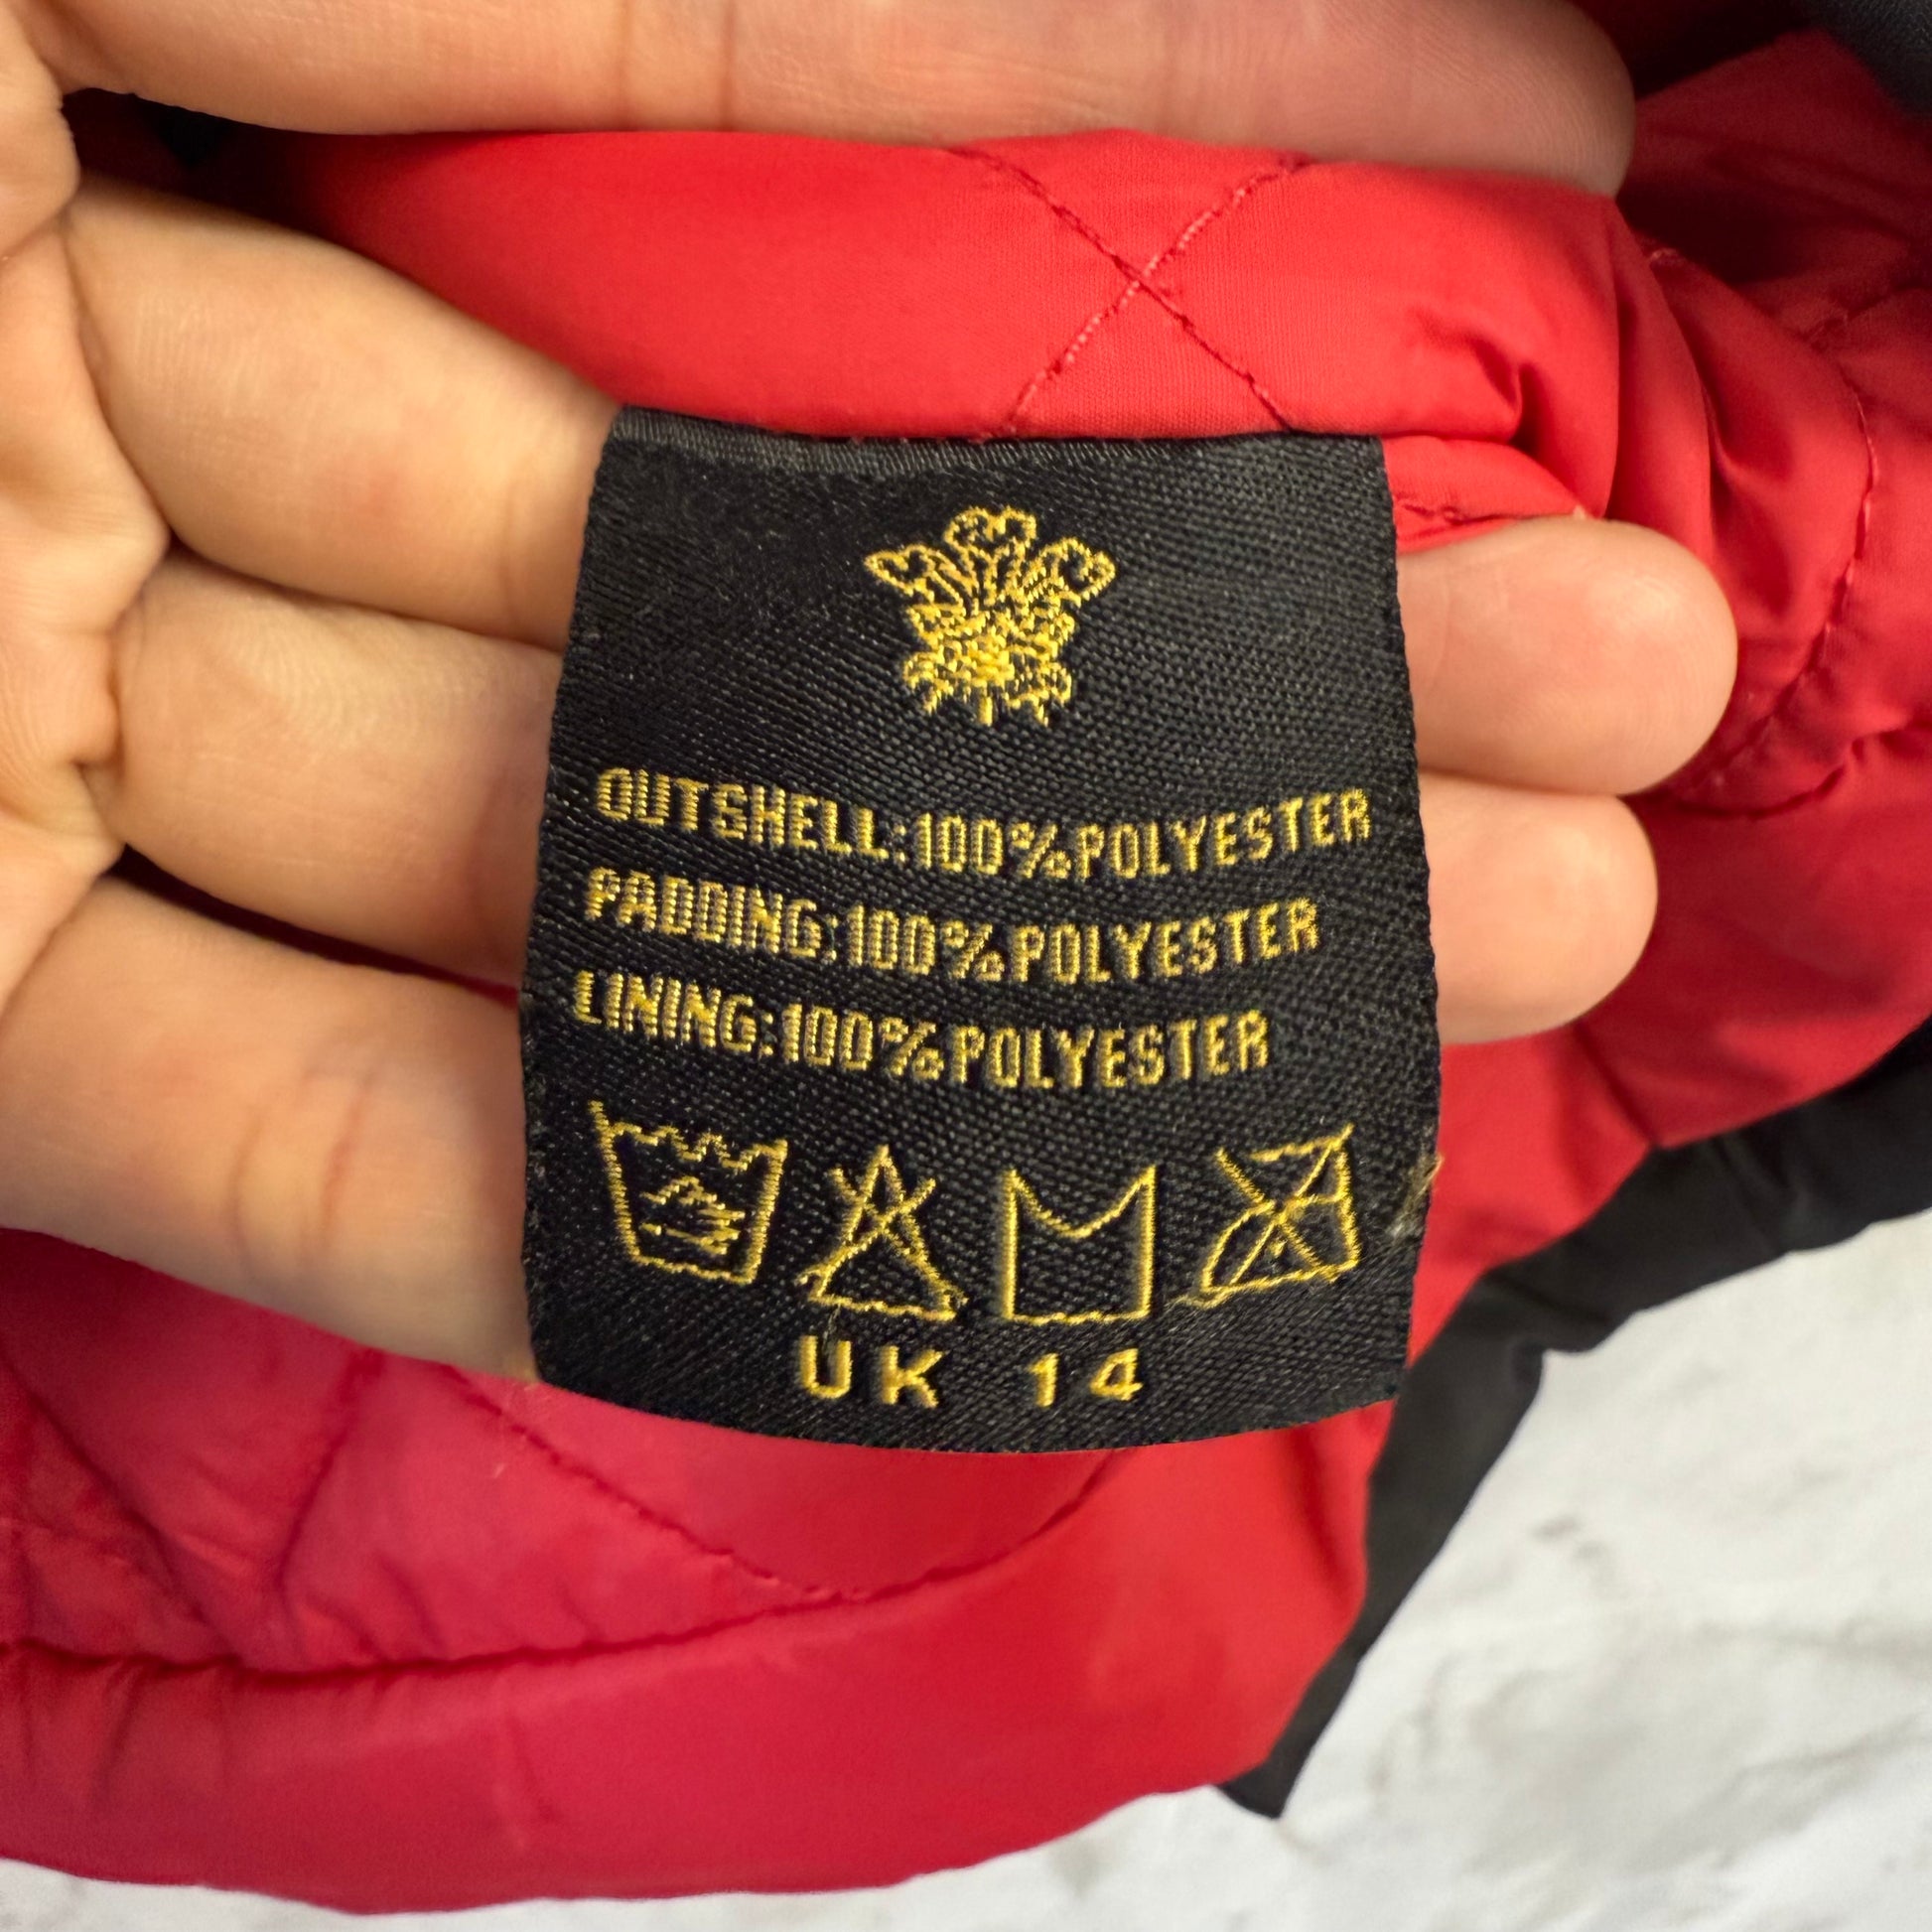 OUTSHELL:100%POLYESTER
PADDING:100%POLYESTER
LINING:100%POLYESTER
UK 14